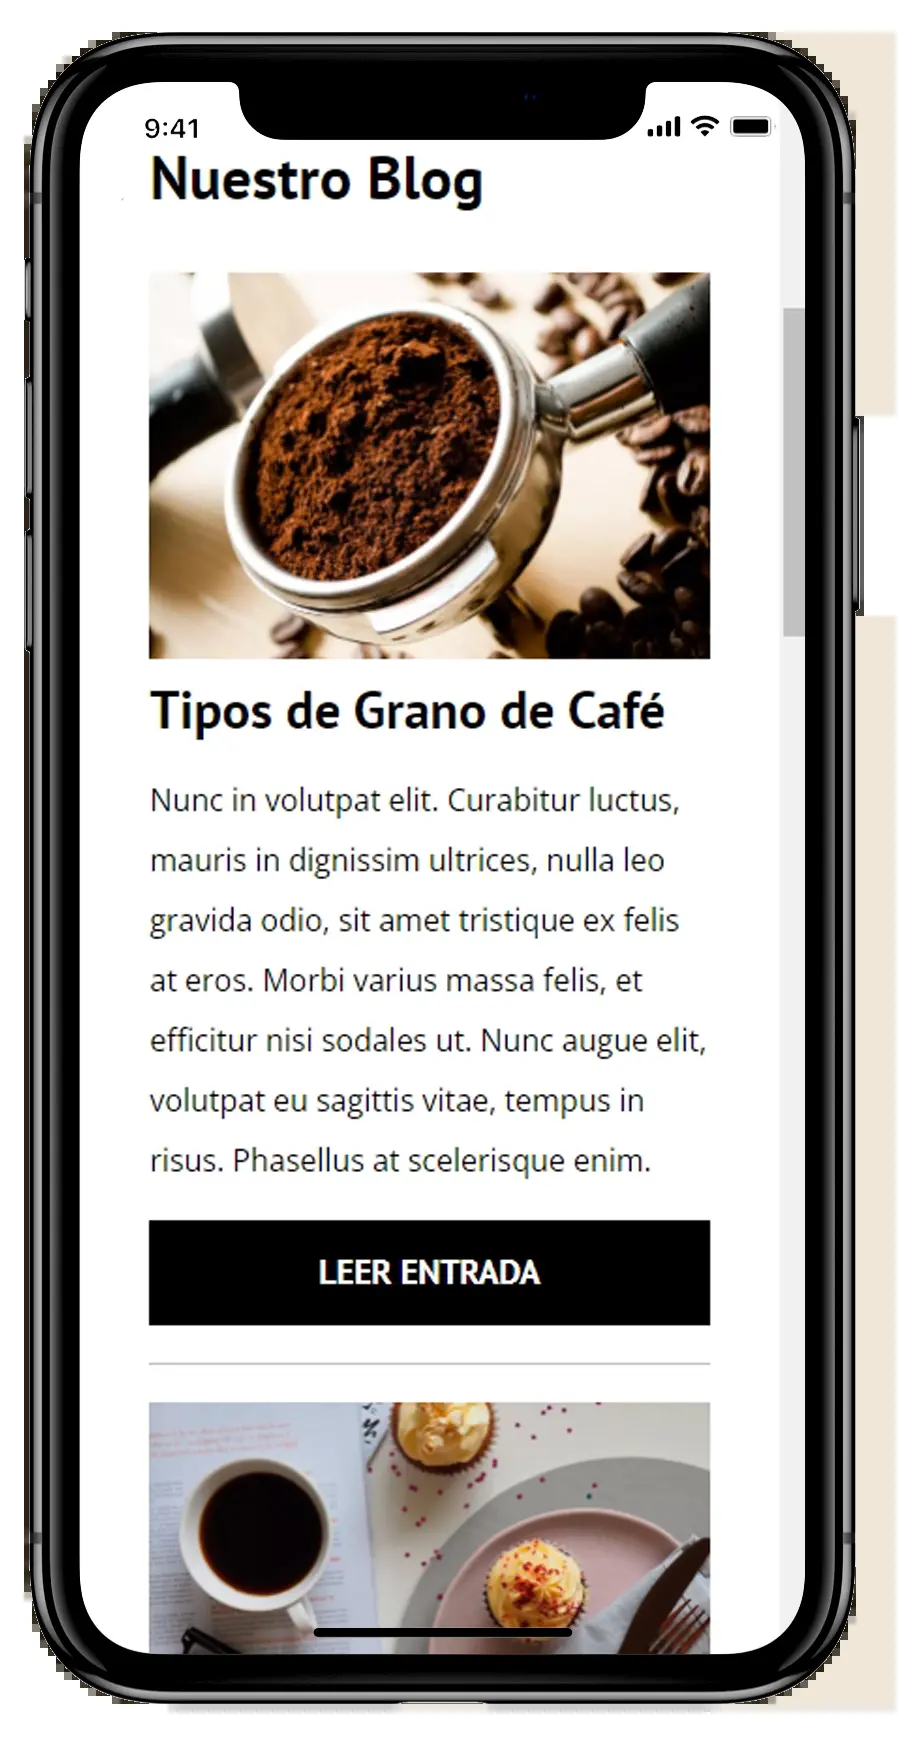 9:41
Nuestro Blog
Tipos de Grano de Café
Nunc in volutpat elit. Curabitur luctus,
mauris in dignissim ultrices, nulla leo
gravida odio, sit amet tristique ex felis
at eros. Morbi varius massa felis, et
efficitur nisi sodales ut. Nunc augue elit,
volutpat eu sagittis vitae, tempus in
risus. Phasellus at scelerisque enim.
LEER ENTRADA